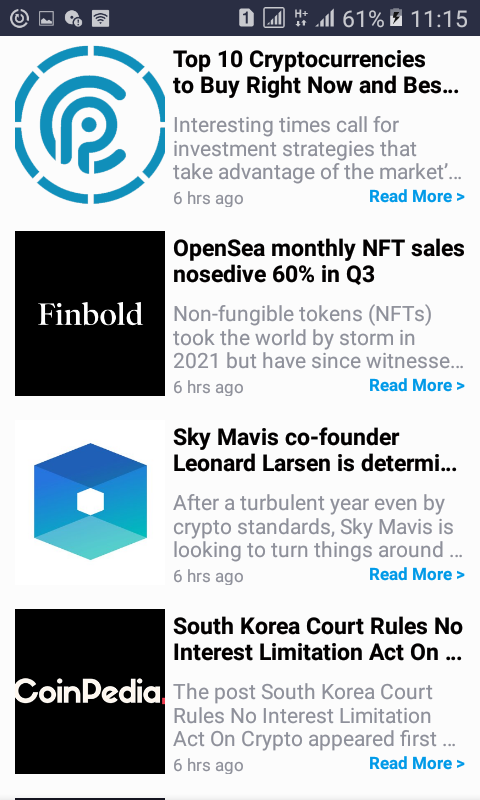 1 H+ 61% 11:15
Top 10 Cryptocurrencies
to Buy Right Now and Bes...
Interesting times call for
investment strategies that
take advantage of the market’...
6 hrs ago
Read More >
Finbold
OpenSea monthly NFT sales
nosedive 60% in Q3
Non-fungible tokens (NFTs)
took the world by storm in
2021 but have since witnesse...
6 hrs ago
Read More >
Sky Mavis co-founder
Leonard Larsen is determi...
After a turbulent year even by
crypto standards, Sky Mavis is
looking to turn things around ...
6 hrs ago
Read More >
CoinPedia.
South Korea Court Rules No
Interest Limitation Act On ...
The post South Korea Court
Rules No Interest Limitation
Act On Crypto appeared first ...
6 hrs ago
Read More >